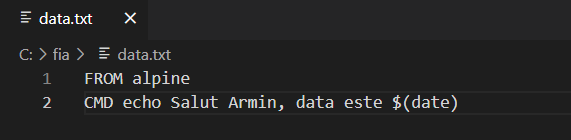 data.txt
C: > fia > data.txt
1 FROM alpine
2 CMD echo Salut Armin, data este $(date)